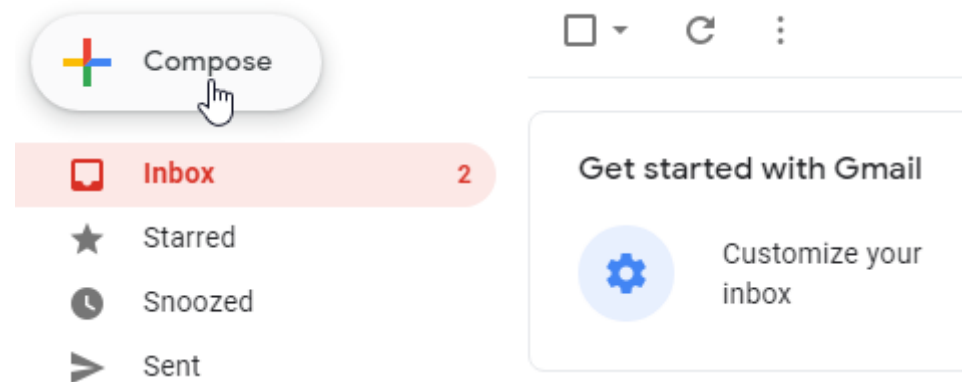 Compose
Inbox 2
Starred
Snoozed
Sent
Get started with Gmail
Customize your
inbox